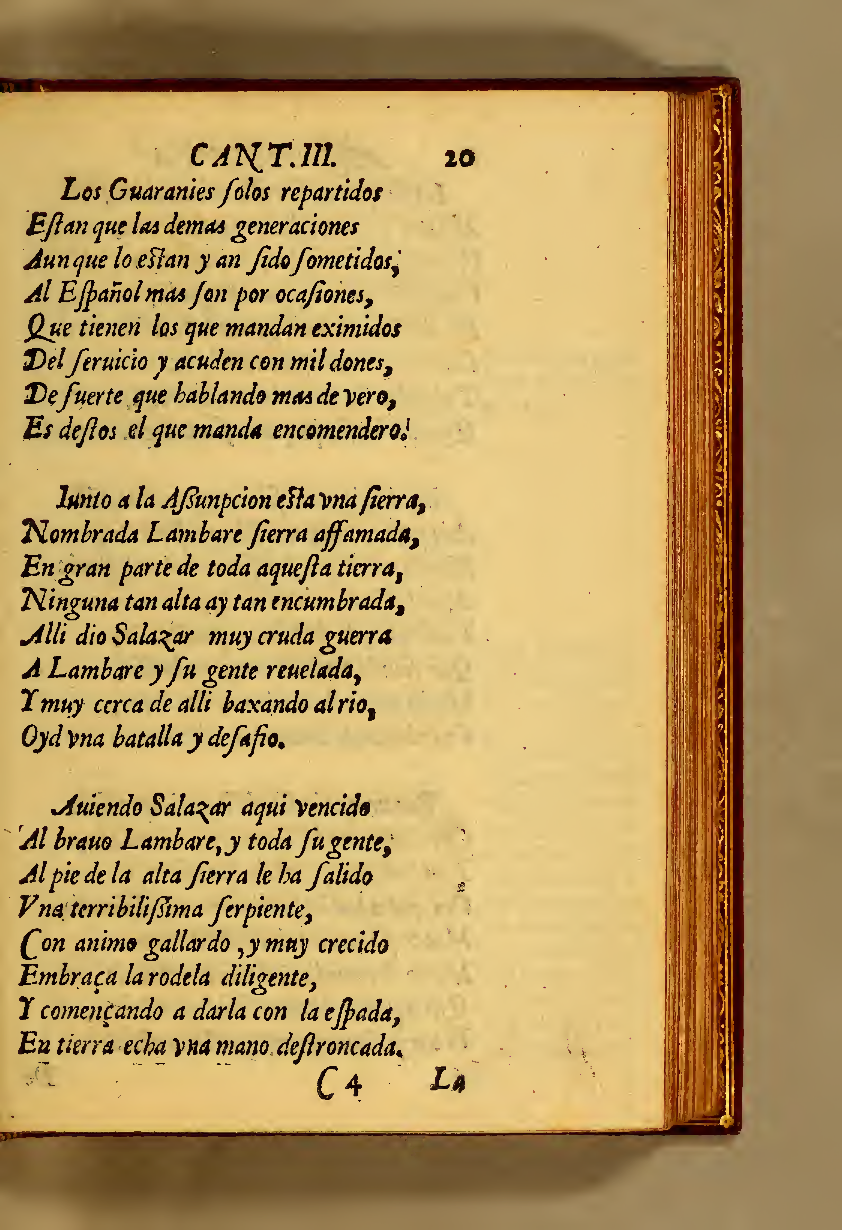 CANT.III. 20
Los Guaranies ſolos repartidos
Eſtan que las demas generaciones
Aunque lo eſtan y an ſido ſometidos,
Al Eſpañol mas ſon por ocaſiones,
Que tienen los que mandan eximidos
Del ſeruicio y acuden con mil dones,
De ſuerte que hablando mas de vero,
Es deſtos el que manda encomendero.

Iunto a la Aſſunpcion eſta vna ſierra,
Nombrada Lambare ſierra affamada,
En gran parte de toda aqueſta tierra,
Ninguna tan alta ay tan encumbrada,
Alli dio Salazar muy cruda guerra
A Lambare y ſu gente reuelada,
Y muy cerca de alli baxando al rio,
Oyd vna batalla y deſafio.

Auiendo Salazar aqui vencido
Al brauo Lambare, y toda ſu gente,
Al pie de la alta ſierra le ha ſalido
Vna terribiliſſima ſerpiente,
Con animo gallardo , y muy crecido
Embraça la rodela diligente,
Y començando a darla con la eſpada,
En tierra echa vna mano deſtroncada.
C 4 La